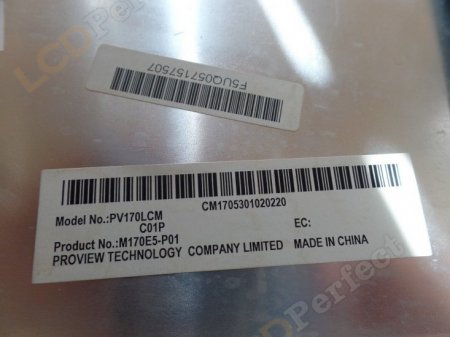 LCDPerfect
F5UQ057157507
CM1705301020220
Model No.:PV170LCM
C01P
EC:
Product No.:M170E5-P01
PROVIEW TECHNOLOGY COMPANY LIMITED MADE IN CHINA
LCDPerfect